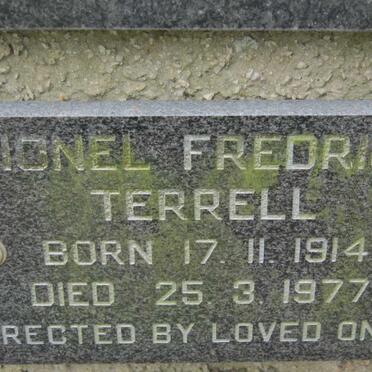 IONEL FREDRI
TERRELL
BORN 17. 11. 1914
DIED 25. 3. 1977
RECTED BY LOVED ON